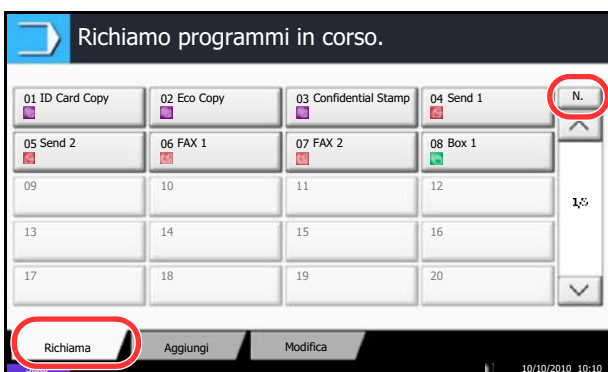 Richiamo programmi in corso.
01 ID Card Copy 02 Eco Copy 03 Confidential Stamp 04 Send 1 N.
05 Send 2 06 FAX 1 07 FAX 2 08 Box 1
09 10 11 12
1/5
13 14 15 16
17 18 19 20
Richiama Aggiungi Modifica
10/10/2010 10:10